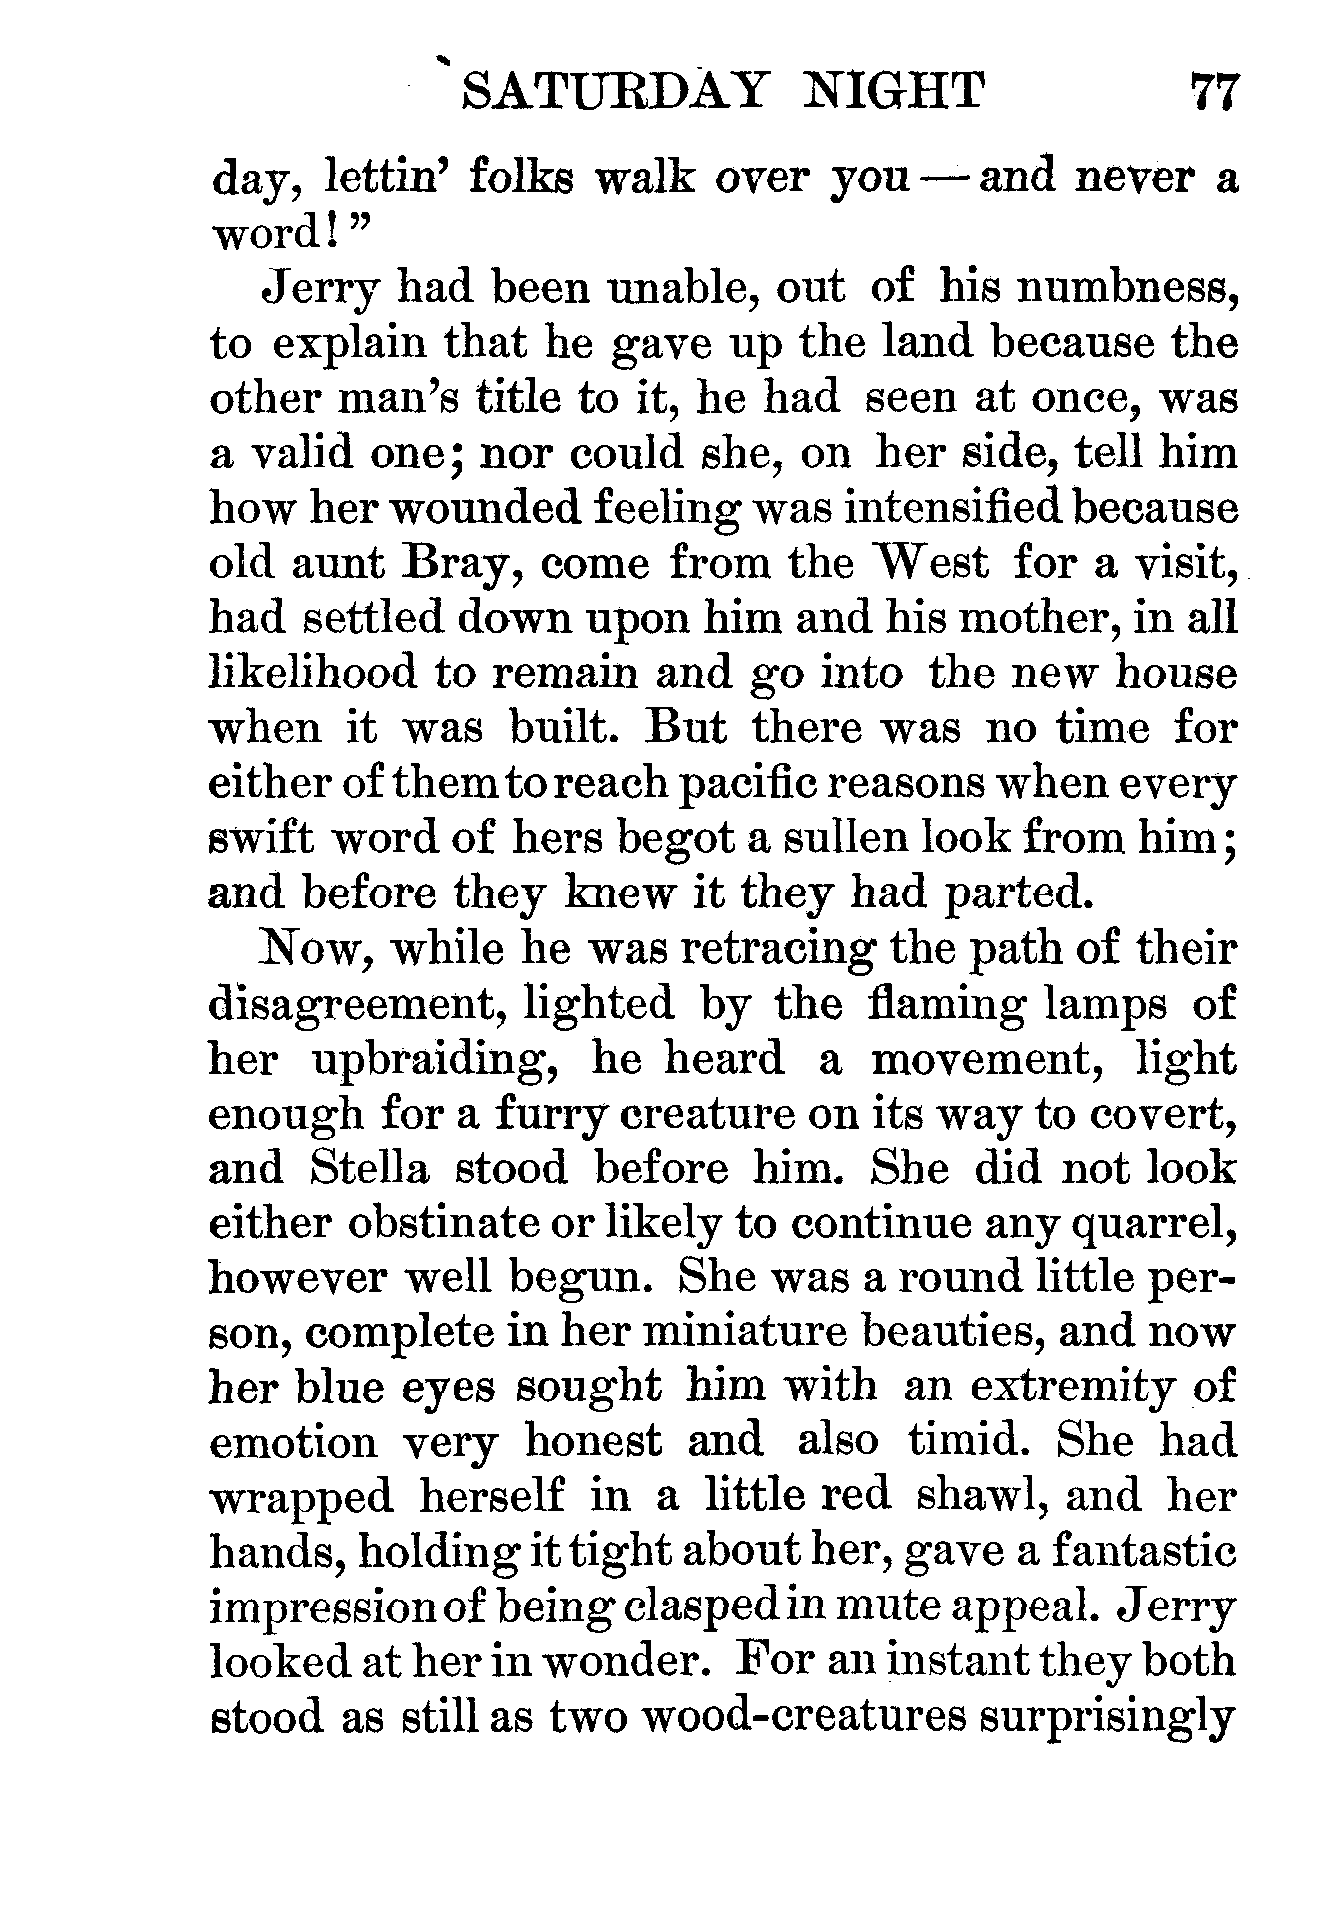 SATURDAY NIGHT 77
day, lettin’ folks walk over you — and never a
word! ”
Jerry had been unable, out of his numbness,
to explain that he gave up the land because the
other man’s title to it, he had seen at once, was
a valid one; nor could she, on her side, tell him
how her wounded feeling was intensified because
old aunt Bray, come from the West for a visit,
had settled down upon him and his mother, in all
likelihood to remain and go into the new house
when it was built. But there was no time for
either of them to reach pacific reasons when every
swift word of hers begot a sullen look from him;
and before they knew it they had parted.
Now, while he was retracing the path of their
disagreement, lighted by the flaming lamps of
her upbraiding, he heard a movement, light
enough for a furry creature on its way to covert,
and Stella stood before him. She did not look
either obstinate or likely to continue any quarrel,
however well begun. She was a round little per-
son, complete in her miniature beauties, and now
her blue eyes sought him with an extremity of
emotion very honest and also timid. She had
wrapped herself in a little red shawl, and her
hands, holding it tight about her, gave a fantastic
impression of being clasped in mute appeal. Jerry
looked at her in wonder. For an instant they both
stood as still as two wood-creatures surprisingly